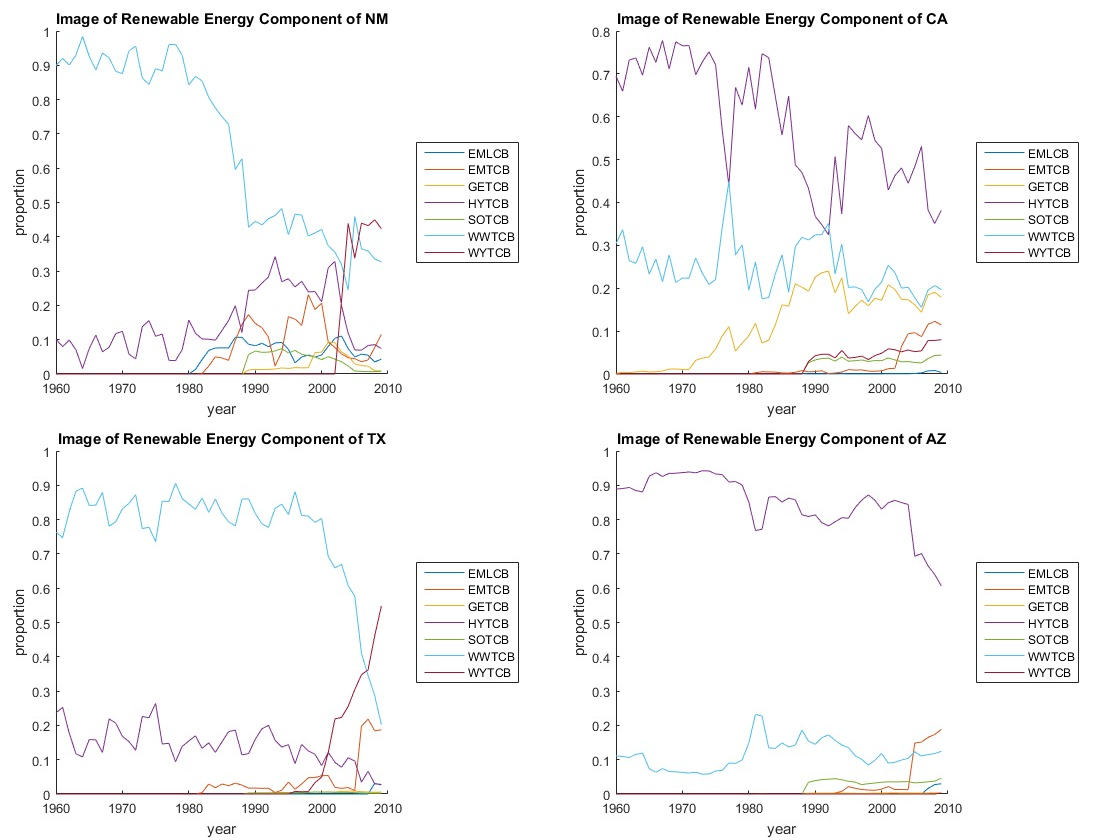 Image of Renewable Energy Component of NM
1
0.9
0.8
0.7
0.6
0.5
0.4
0.3
0.2
0.1
0
proportion
1960 1970 1980 1990 2000 2010
year
EMLCB
EMTCB
GETCB
HYTCB
SOTCB
WWTCB
WYTCB
Image of Renewable Energy Component of CA
0.8
0.7
0.6
0.5
0.4
0.3
0.2
0.1
0
proportion
1960 1970 1980 1990 2000 2010
year
EMLCB
EMTCB
GETCB
HYTCB
SOTCB
WWTCB
WYTCB
Image of Renewable Energy Component of TX
1
0.9
0.8
0.7
0.6
0.5
0.4
0.3
0.2
0.1
0
proportion
1960 1970 1980 1990 2000 2010
year
EMLCB
EMTCB
GETCB
HYTCB
SOTCB
WWTCB
WYTCB
Image of Renewable Energy Component of AZ
1
0.9
0.8
0.7
0.6
0.5
0.4
0.3
0.2
0.1
0
proportion
1960 1970 1980 1990 2000 2010
year
EMLCB
EMTCB
GETCB
HYTCB
SOTCB
WWTCB
WYTCB